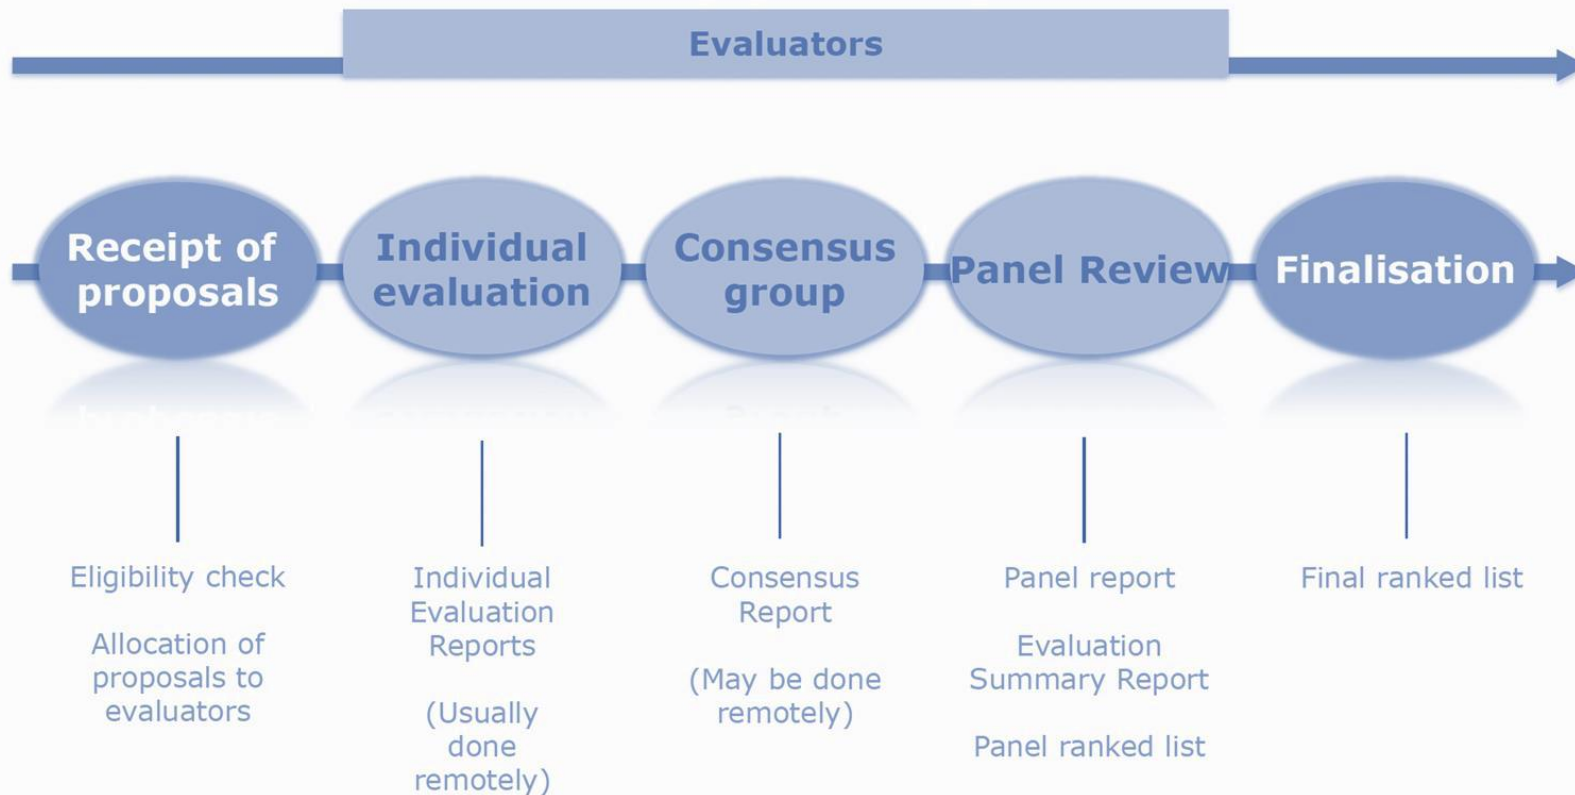 Evaluators
Receipt of
proposals
Individual
evaluation
Consensus
group
Panel Review
Finalisation
Eligibility check
Allocation of
proposals to
evaluators
Individual
Evaluation
Reports
(Usually
done
remotely)
Consensus
Report
(May be done
remotely)
Panel report
Evaluation
Summary Report
Panel ranked list
Final ranked list